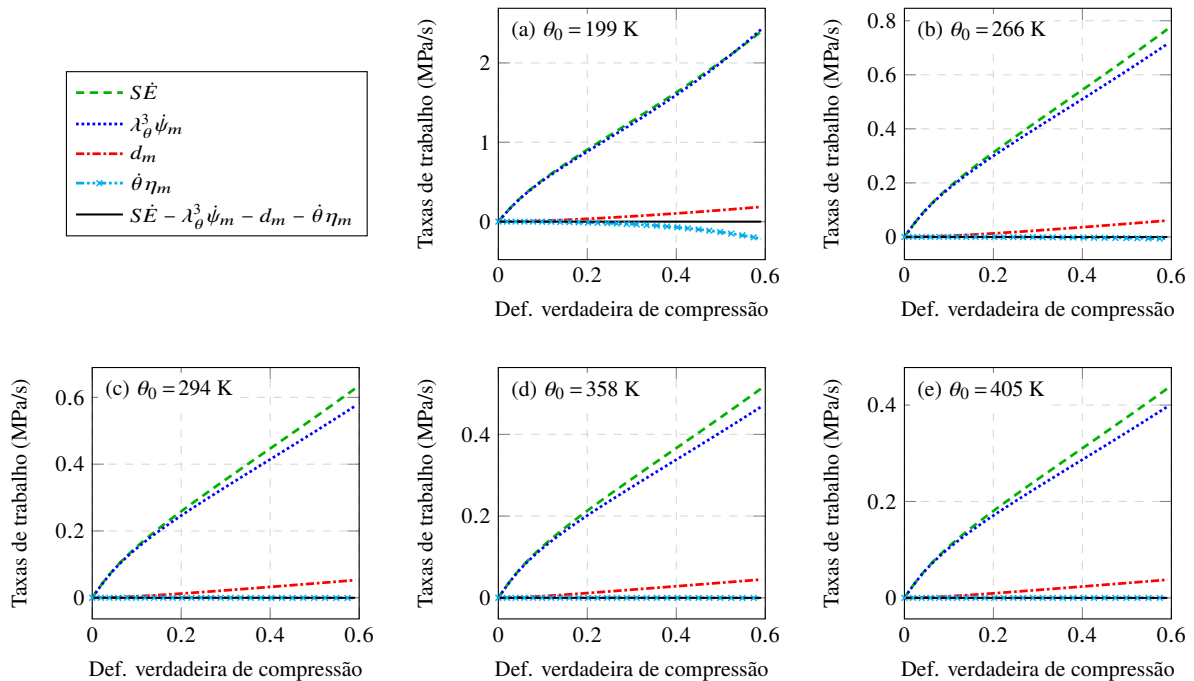 SĖ
λ_θ^3 ψ̇_m
d_m
θ̇ η_m
SĖ − λ_θ^3 ψ̇_m − d_m − θ̇ η_m
(a) θ_0 = 199 K
Taxas de trabalho (MPa/s)
2
1
0
0 0.2 0.4 0.6
Def. verdadeira de compressão
(b) θ_0 = 266 K
Taxas de trabalho (MPa/s)
0.8
0.6
0.4
0.2
0
0 0.2 0.4 0.6
Def. verdadeira de compressão
(c) θ_0 = 294 K
Taxas de trabalho (MPa/s)
0.6
0.4
0.2
0
0 0.2 0.4 0.6
Def. verdadeira de compressão
(d) θ_0 = 358 K
Taxas de trabalho (MPa/s)
0.4
0.2
0
0 0.2 0.4 0.6
Def. verdadeira de compressão
(e) θ_0 = 405 K
Taxas de trabalho (MPa/s)
0.4
0.2
0
0 0.2 0.4 0.6
Def. verdadeira de compressão